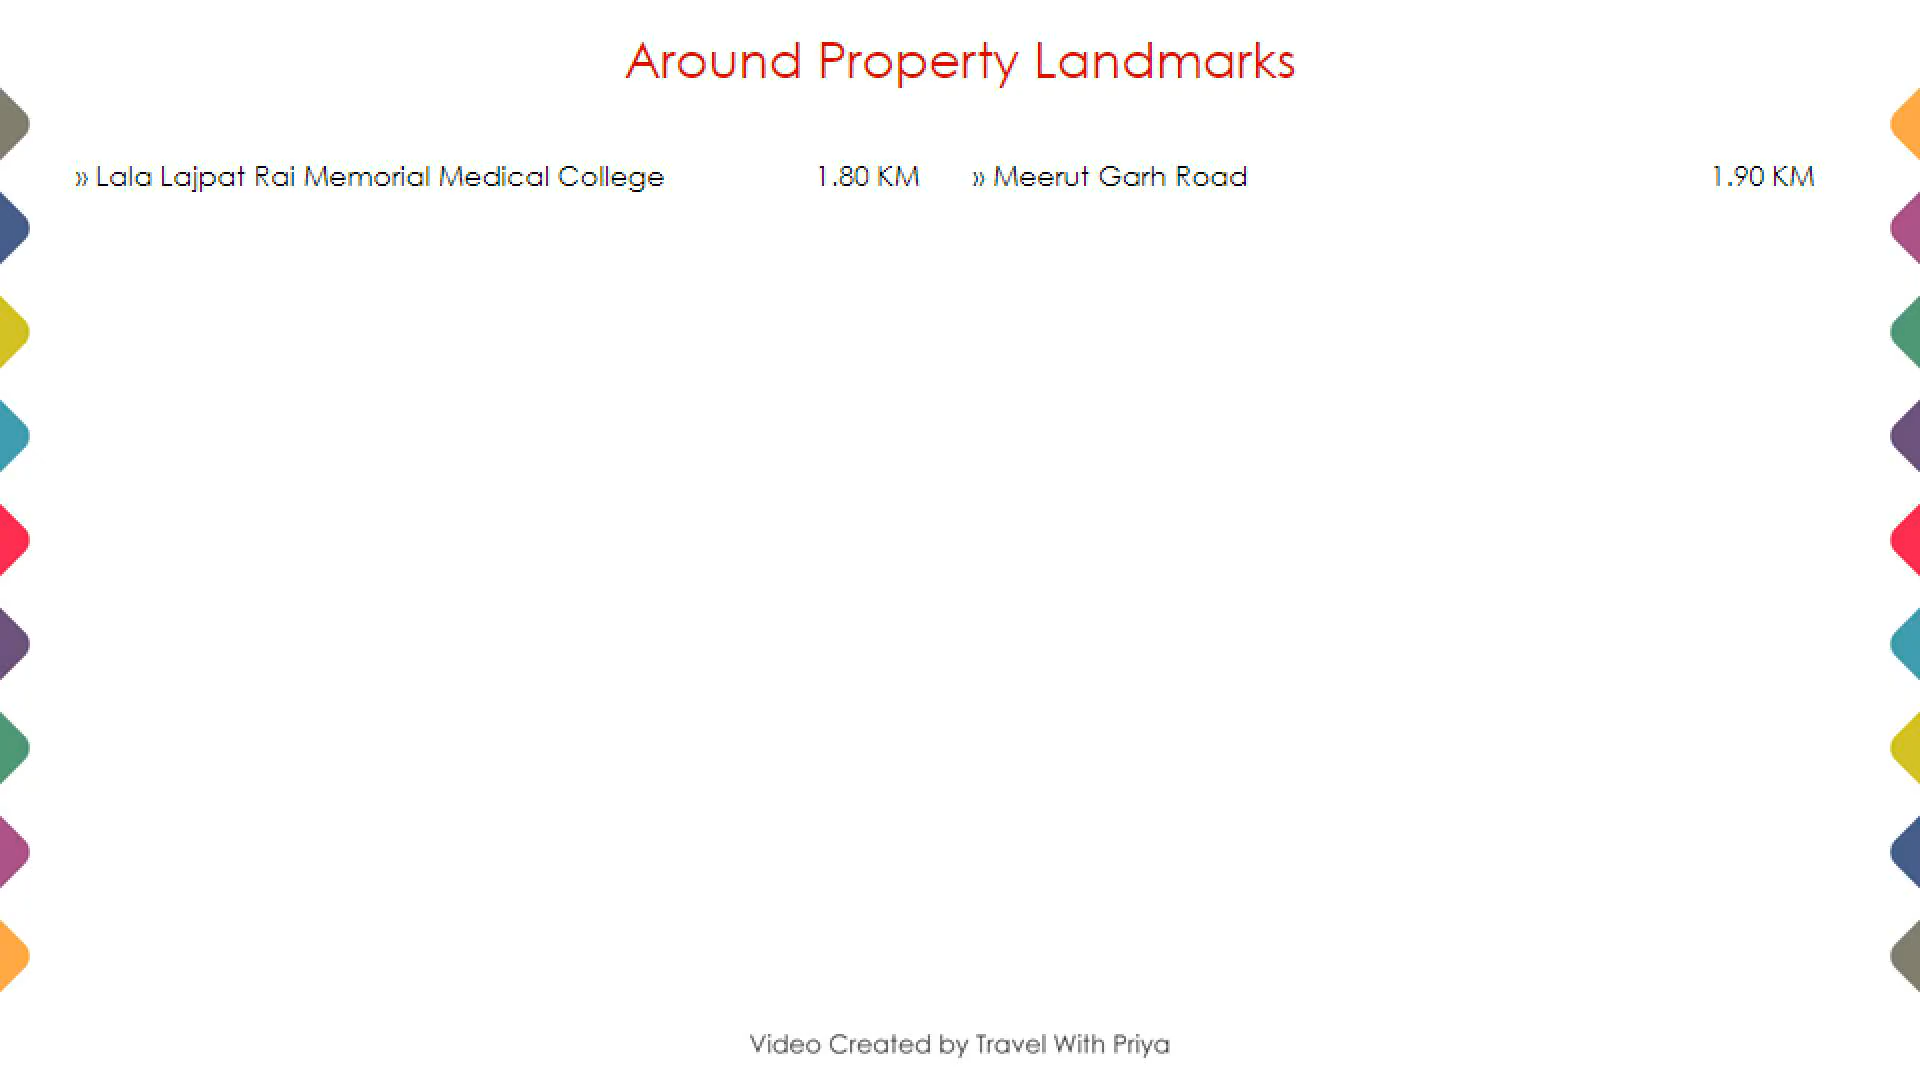 Around Property Landmarks
» Lala Lajpat Rai Memorial Medical College 1.80 KM » Meerut Garh Road 1.90 KM
Video Created by Travel With Priya